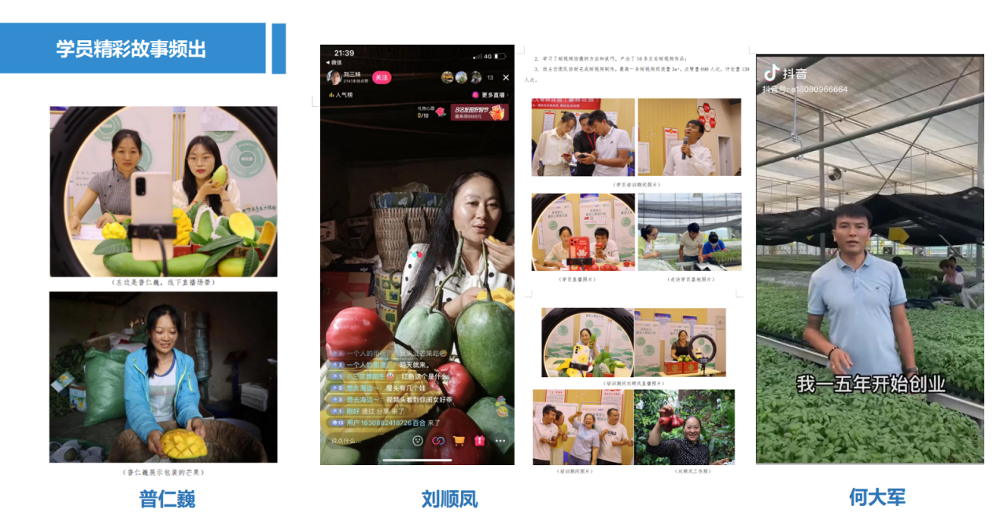 学员精彩故事频出
(左边是普仁巍,线下直播场景)
(普仁巍展示包装的芒果)
普仁巍
21:39
4G
微信
刘三妹
2141本场点赞
关注
13
人气榜
更多直播
礼物心愿
0/10
一个人的雨夜: 我来混芒果吃
一个人的雨夜: 明天就来。
红色这个是什么
想去海边~: 屋头有几个娃
想去海边~: 视频头看到你闺女好乖
刚好 通过 分享 来了
用户1630892418726百合 来了
说点什么...
刘顺凤
2. 学习了短视频拍摄的方法和技巧,产出了10条左右短视频作品;
3. 班主任团队协助完成短视频制作,最高一条短视频阅读量3w+,点赞量690人次,评论量139
人次。
(学员培训期间照片)
(学员直播照片)
(走访学员基地照片)
(培训期间刘顺凤直播照片)
(培训期间照片)
(刘顺凤工作照)
抖音
抖音号: a18080966664
我一五年开始创业
何大军